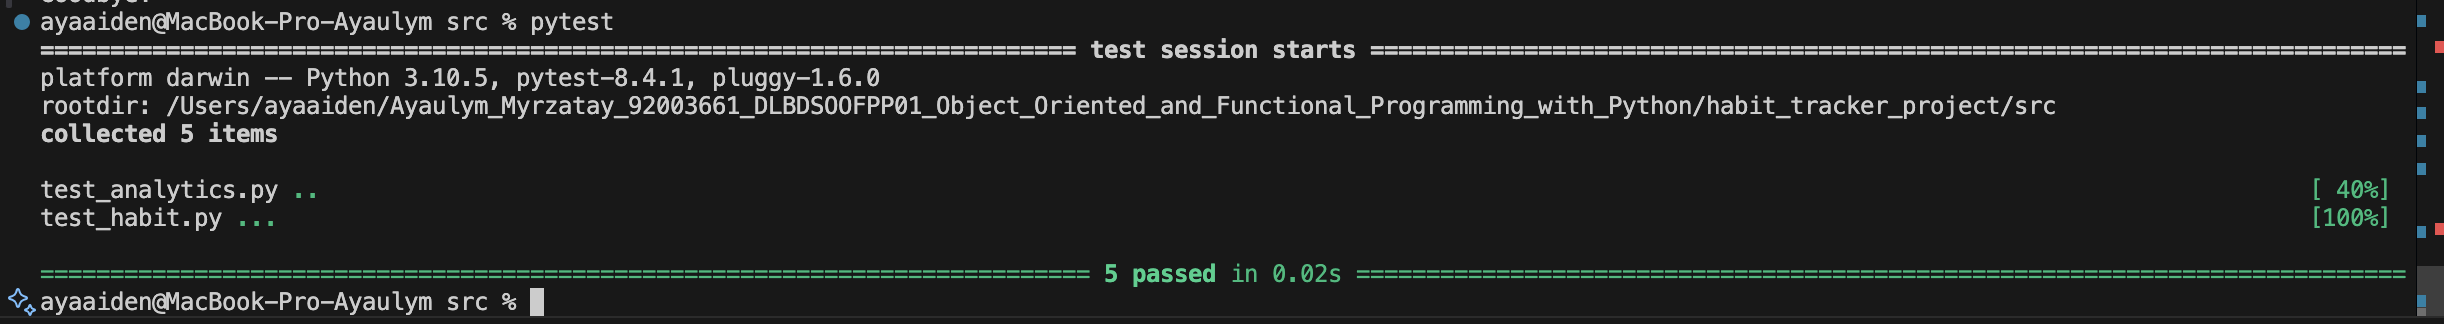 ayaaiden@MacBook-Pro-Ayaulym src % pytest
============================== test session starts ==============================
platform darwin -- Python 3.10.5, pytest-8.4.1, pluggy-1.6.0
rootdir: /Users/ayaaiden/Ayaulym_Myrzatay_92003661_DLBDSOOFPP01_Object_Oriented_and_Functional_Programming_with_Python/habit_tracker_project/src
collected 5 items
test_analytics.py .. [ 40%]
test_habit.py ... [100%]
============================== 5 passed in 0.02s ==============================
ayaaiden@MacBook-Pro-Ayaulym src %